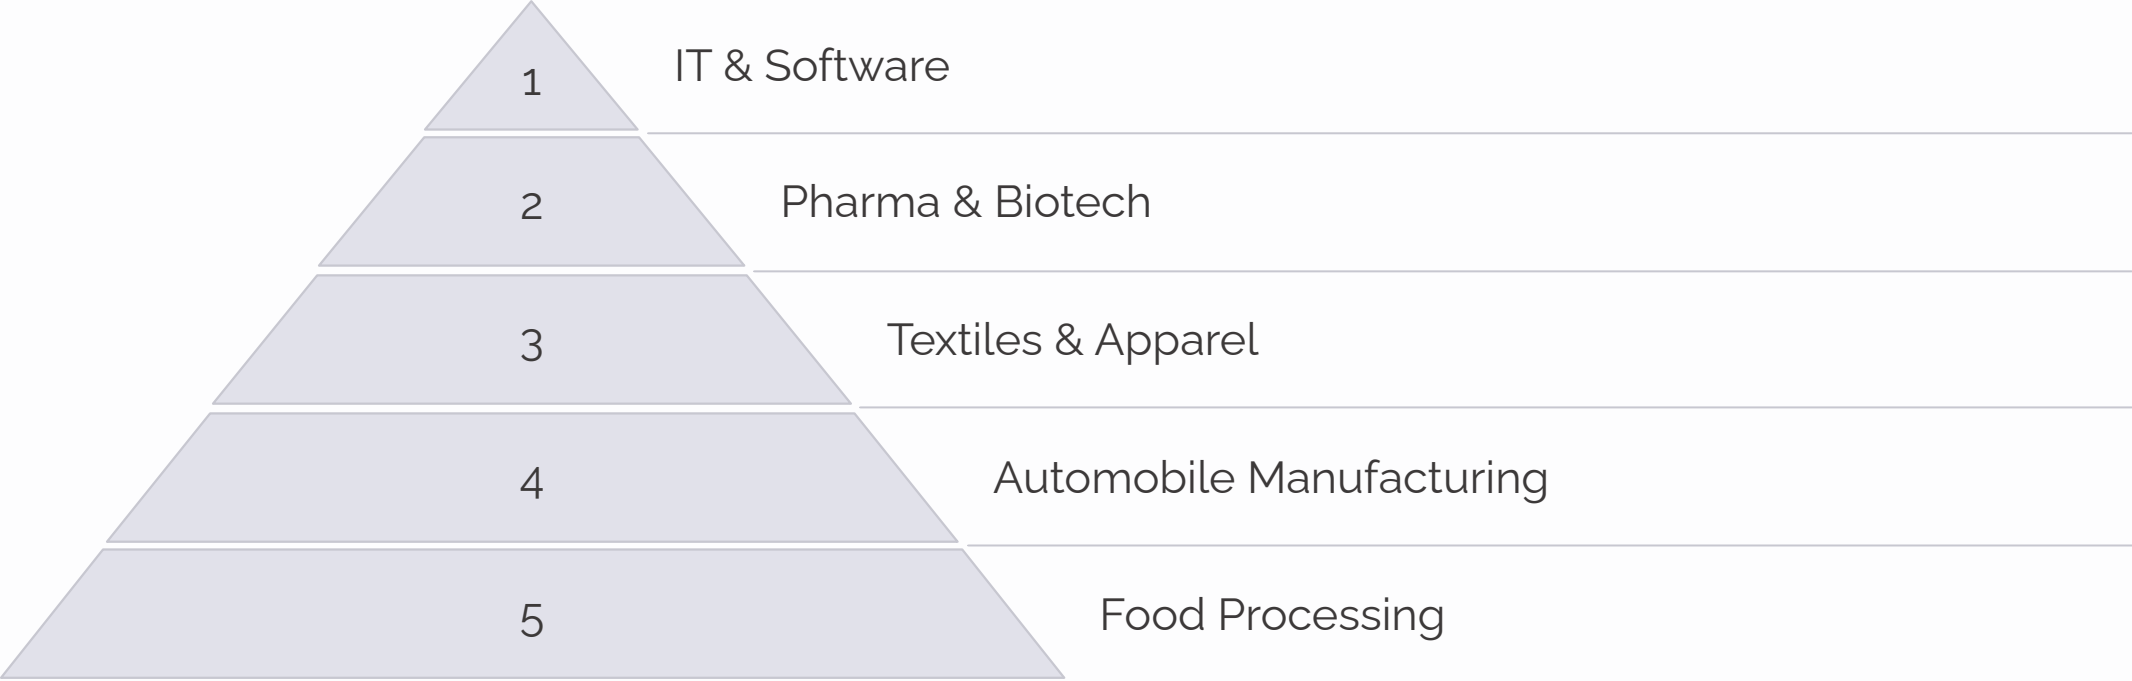 1
IT & Software
2
Pharma & Biotech
3
Textiles & Apparel
4
Automobile Manufacturing
5
Food Processing